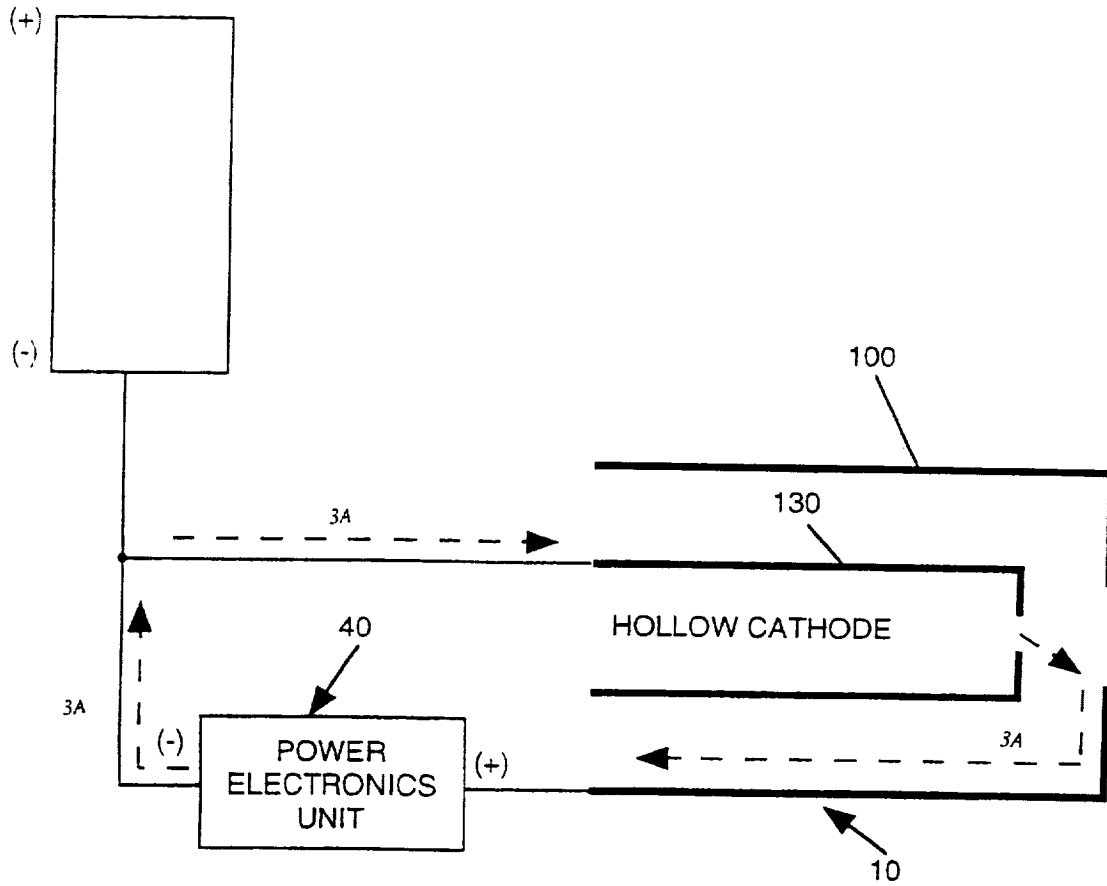 (+)
(-)
100
3A
130
HOLLOW CATHODE
40
3A
(-)
POWER
ELECTRONICS
UNIT
(+)
3A
10